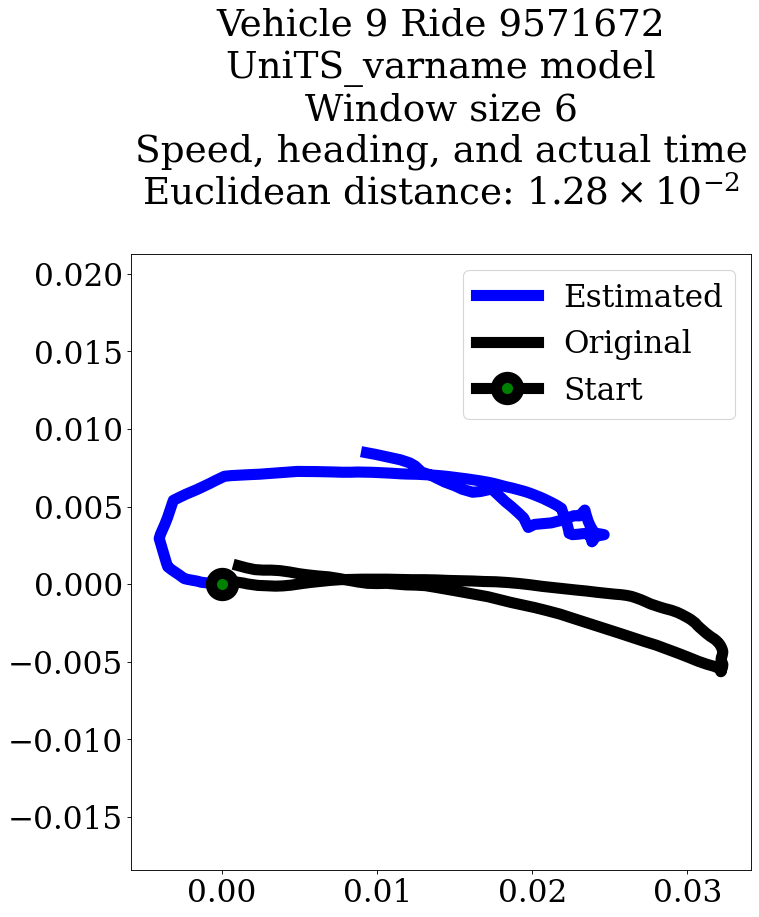 Vehicle 9 Ride 9571672
UniTS_varname model
Window size 6
Speed, heading, and actual time
Euclidean distance: 1.28 × 10⁻²
Estimated
Original
Start
0.020
0.015
0.010
0.005
0.000
−0.005
−0.010
−0.015
0.00 0.01 0.02 0.03